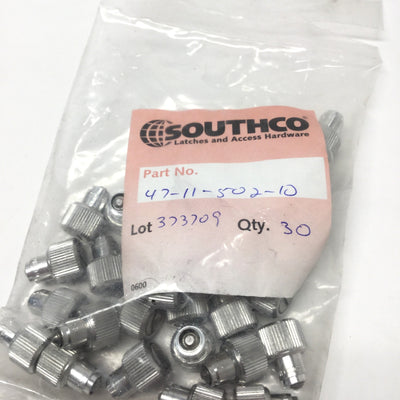 SOUTHCO
Latches and Access Hardware
Part No.
47-11-502-10
Lot 373709 Qty. 30
0600